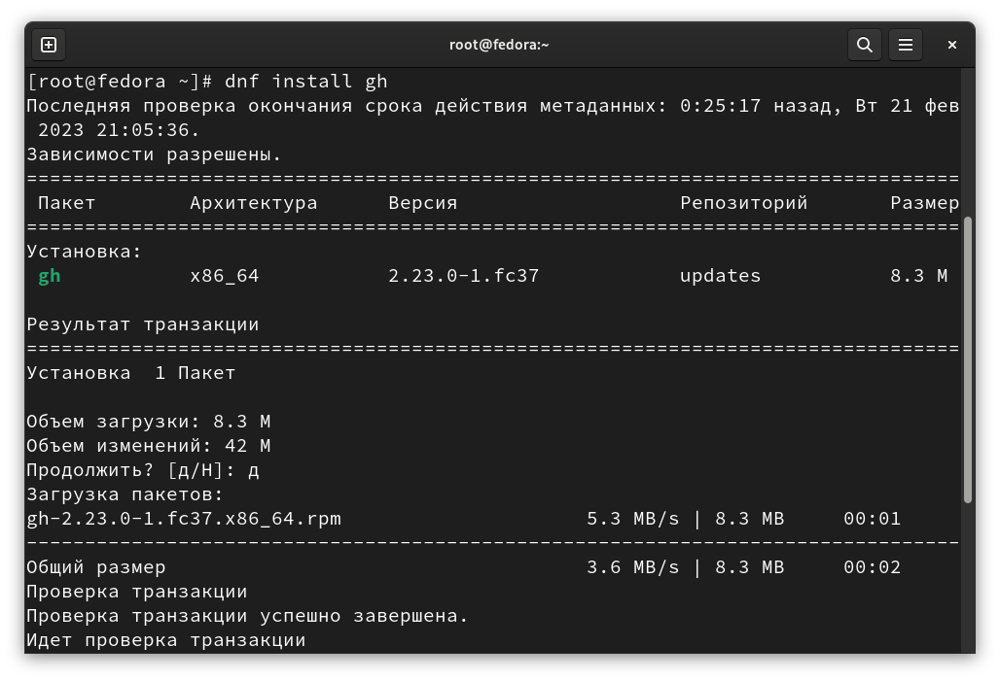 root@fedora:~
[root@fedora ~]# dnf install gh
Последняя проверка окончания срока действия метаданных: 0:25:17 назад, Вт 21 фев
 2023 21:05:36.
Зависимости разрешены.
================================================================================
 Пакет        Архитектура      Версия                   Репозиторий       Размер
================================================================================
Установка:
 gh           x86_64           2.23.0-1.fc37            updates           8.3 M

Результат транзакции
================================================================================
Установка  1 Пакет

Объем загрузки: 8.3 M
Объем изменений: 42 M
Продолжить? [д/Н]: д
Загрузка пакетов:
gh-2.23.0-1.fc37.x86_64.rpm                     5.3 MB/s | 8.3 MB     00:01
--------------------------------------------------------------------------------
Общий размер                                    3.6 MB/s | 8.3 MB     00:02
Проверка транзакции
Проверка транзакции успешно завершена.
Идет проверка транзакции